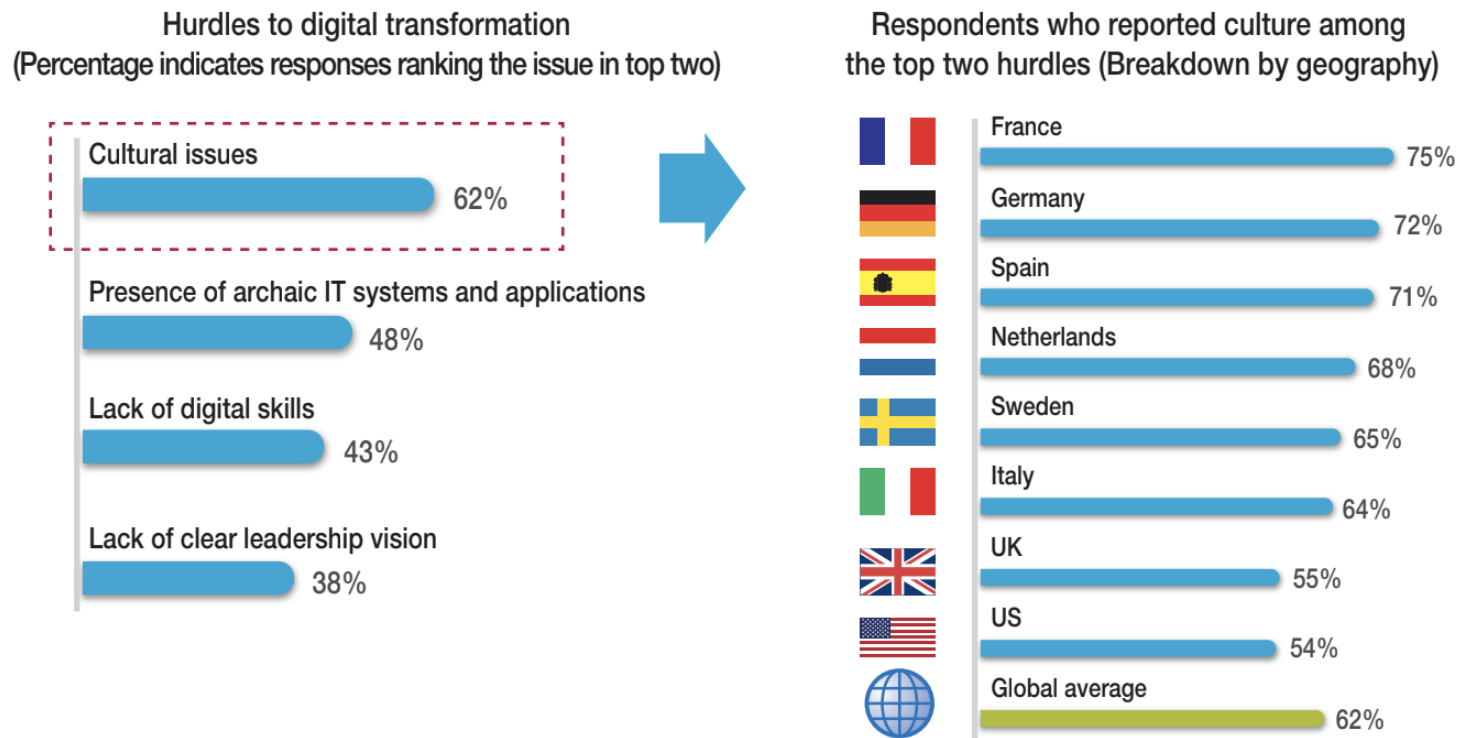 Hurdles to digital transformation
(Percentage indicates responses ranking the issue in top two)
Cultural issues
62%
Presence of archaic IT systems and applications
48%
Lack of digital skills
43%
Lack of clear leadership vision
38%
Respondents who reported culture among
the top two hurdles (Breakdown by geography)
France
75%
Germany
72%
Spain
71%
Netherlands
68%
Sweden
65%
Italy
64%
UK
55%
US
54%
Global average
62%